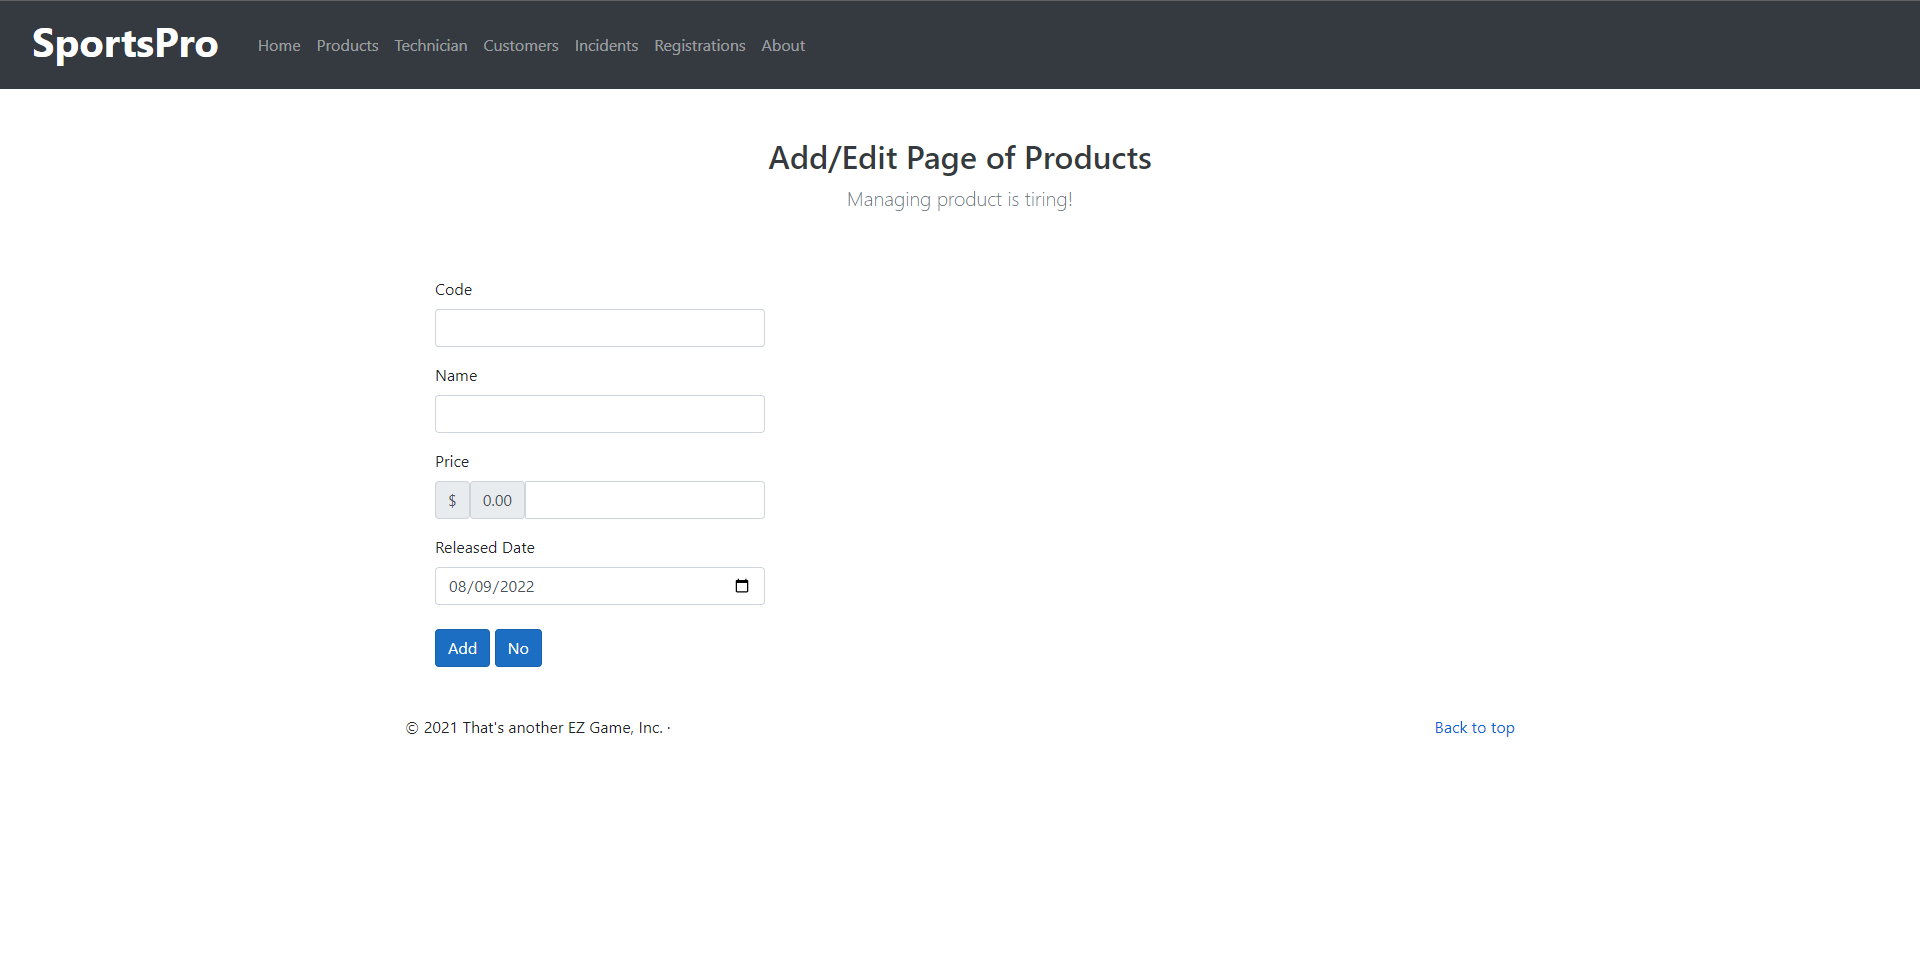 SportsPro Home Products Technician Customers Incidents Registrations About
Add/Edit Page of Products
Managing product is tiring!
Code
Name
Price
$ 0.00
Released Date
08/09/2022
Add No
© 2021 That's another EZ Game, Inc. · Back to top